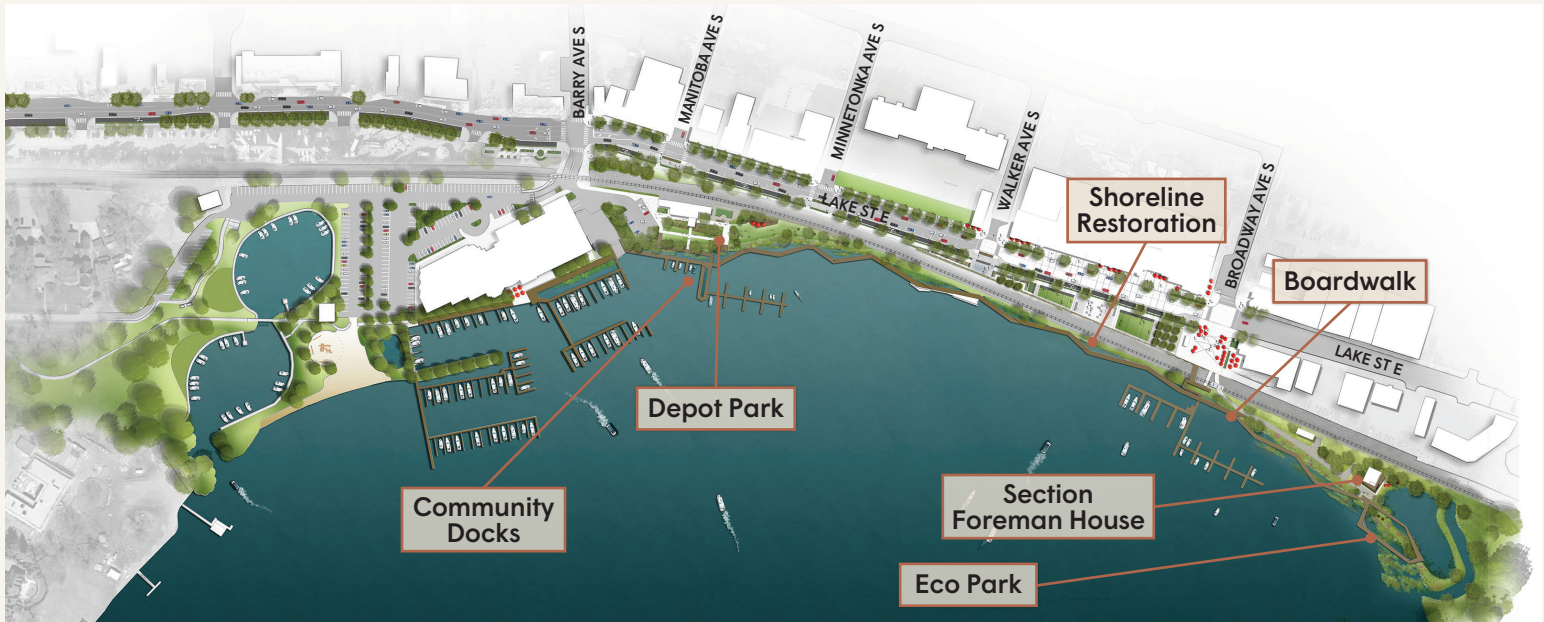 BARRY AVE S
MANITOBA AVE S
MINNETONKA AVE S
WALKER AVE S
BROADWAY AVE S
LAKE ST E
Shoreline
Restoration
Boardwalk
LAKE ST E
Depot Park
Community
Docks
Section
Foreman House
Eco Park